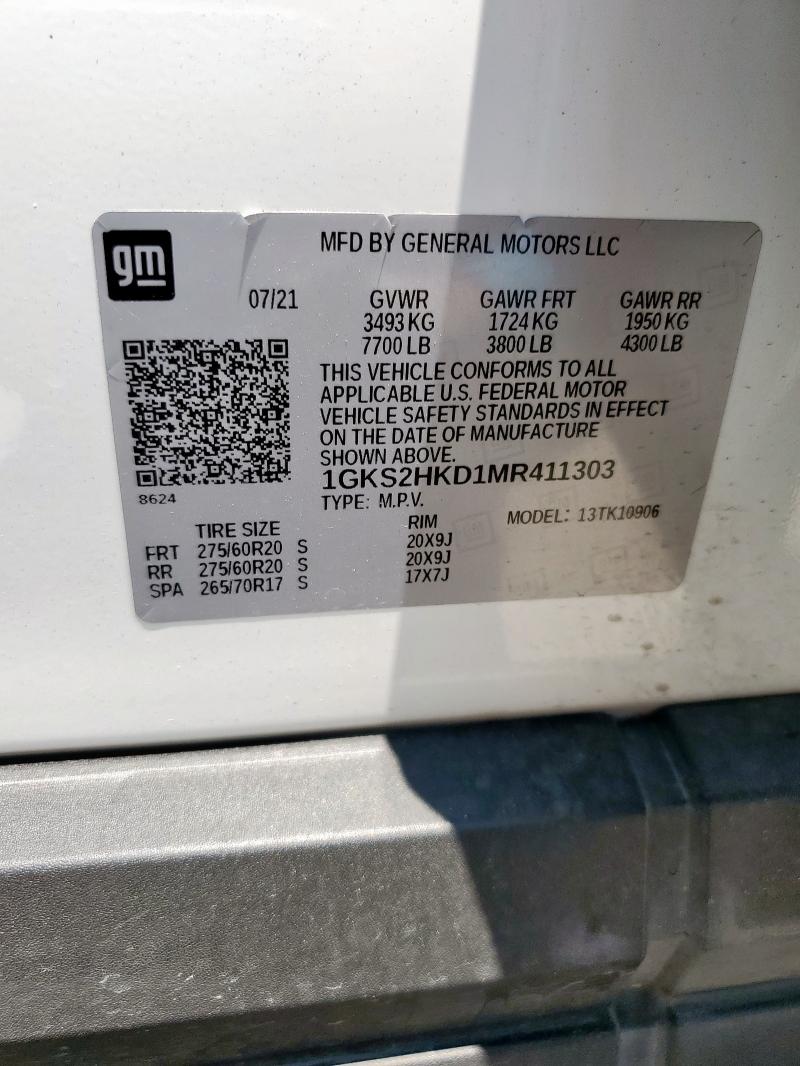 gm
MFD BY GENERAL MOTORS LLC
07/21 GVWR GAWR FRT GAWR RR
3493 KG 1724 KG 1950 KG
7700 LB 3800 LB 4300 LB
THIS VEHICLE CONFORMS TO ALL
APPLICABLE U.S. FEDERAL MOTOR
VEHICLE SAFETY STANDARDS IN EFFECT
ON THE DATE OF MANUFACTURE
SHOWN ABOVE.
1GKS2HKD1MR411303
8624
TYPE: M.P.V.
MODEL: 13TK10906
TIRE SIZE RIM
FRT 275/60R20 S 20X9J
RR 275/60R20 S 20X9J
SPA 265/70R17 S 17X7J